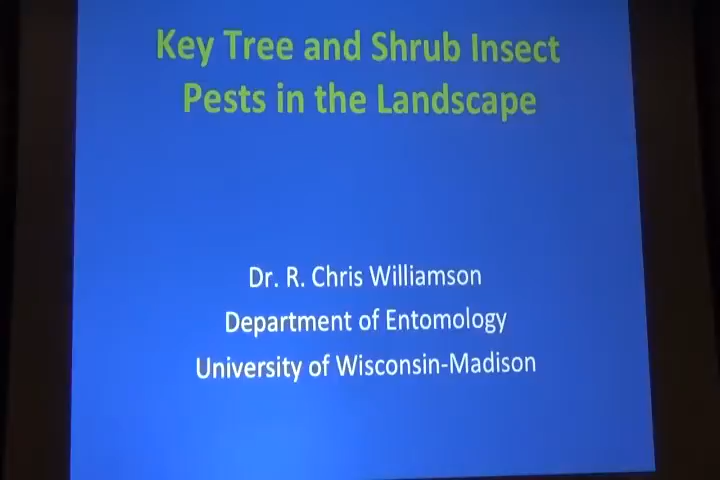 Key Tree and Shrub Insect
Pests in the Landscape
Dr. R. Chris Williamson
Department of Entomology
University of Wisconsin-Madison